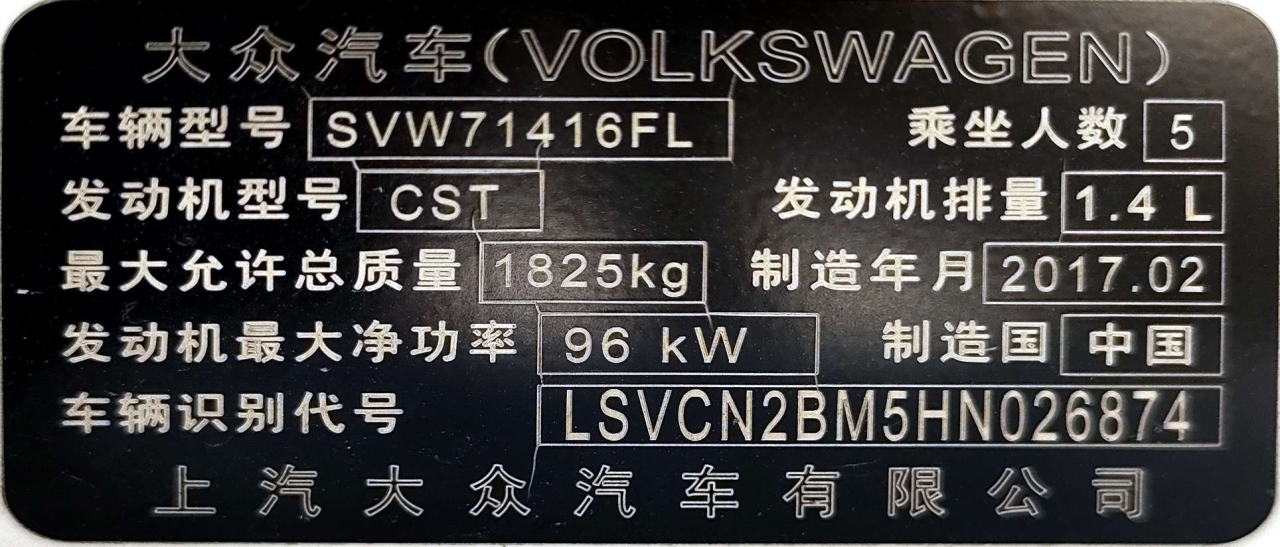 大众汽车(VOLKSWAGEN)
车辆型号 SVW71416FL 乘坐人数 5
发动机型号 CST 发动机排量 1.4 L
最大允许总质量 1825kg 制造年月 2017.02
发动机最大净功率 96 kW 制造国 中国
车辆识别代号 LSVCN2BM5HN026874
上汽大众汽车有限公司